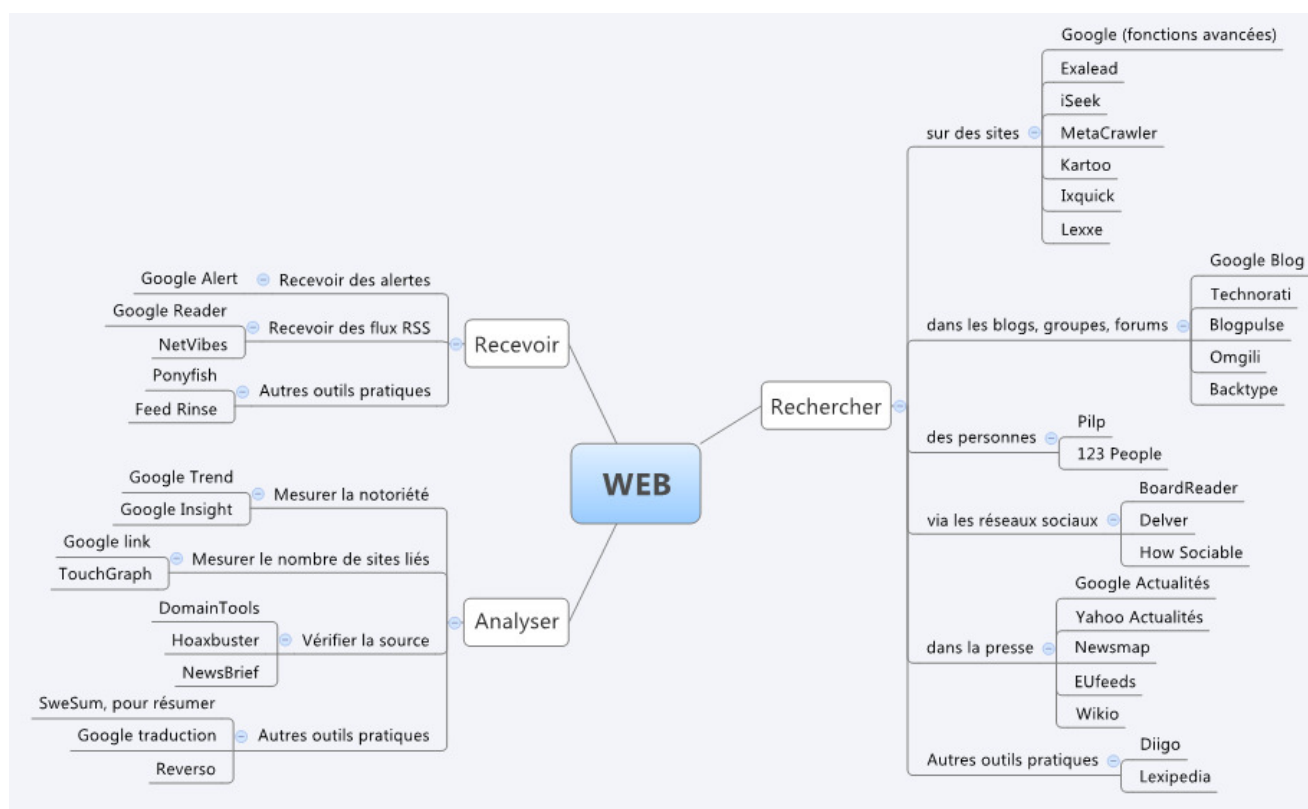 WEB
Rechercher
sur des sites
Google (fonctions avancées)
Exalead
iSeek
MetaCrawler
Kartoo
Ixquick
Lexxe
dans les blogs, groupes, forums
Google Blog
Technorati
Blogpulse
Omgili
Backtype
des personnes
Pilp
123 People
via les réseaux sociaux
BoardReader
Delver
How Sociable
dans la presse
Google Actualités
Yahoo Actualités
Newsmap
EUfeeds
Wikio
Autres outils pratiques
Diigo
Lexipedia
Recevoir
Recevoir des alertes
Google Alert
Recevoir des flux RSS
Google Reader
NetVibes
Autres outils pratiques
Ponyfish
Feed Rinse
Analyser
Mesurer la notoriété
Google Trend
Google Insight
Mesurer le nombre de sites liés
Google link
TouchGraph
Vérifier la source
DomainTools
Hoaxbuster
NewsBrief
Autres outils pratiques
SweSum, pour résumer
Google traduction
Reverso